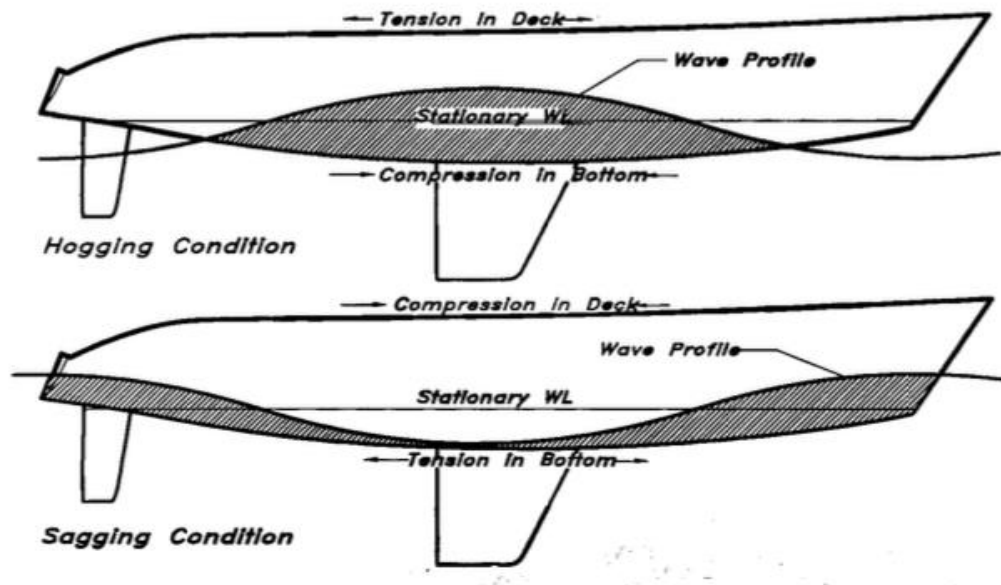 Tension in Deck
Wave Profile
Stationary WL
Compression in Bottom
Hogging Condition
Compression in Deck
Wave Profile
Stationary WL
Tension in Bottom
Sagging Condition